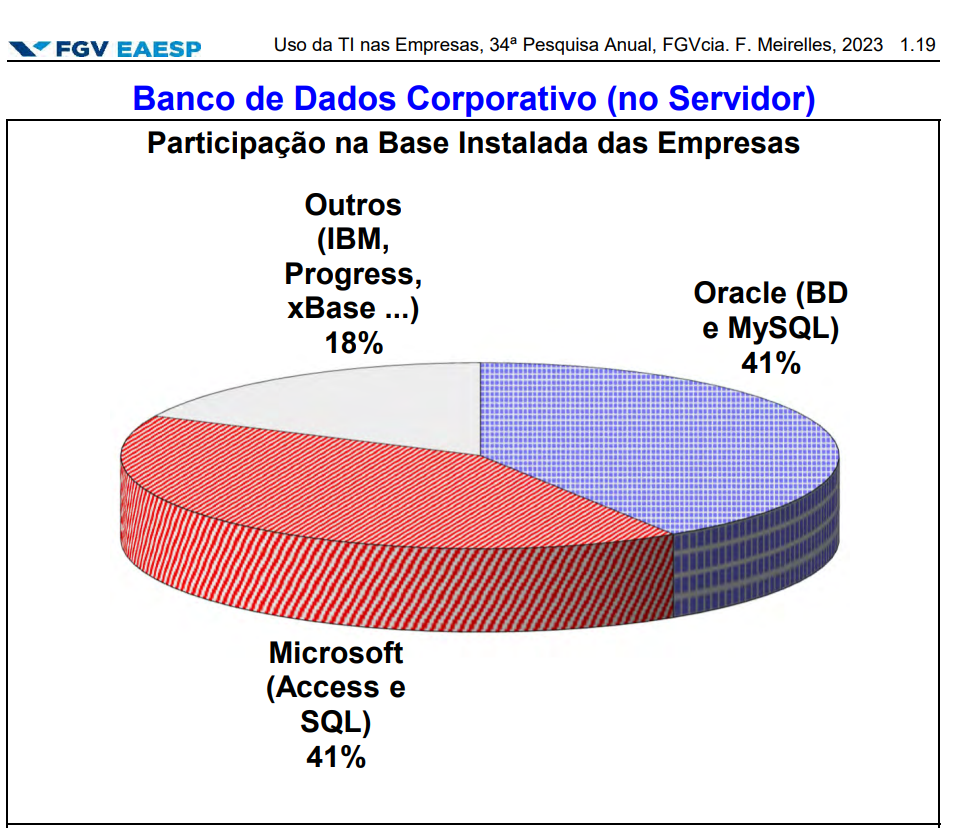 FGV EAESP
Uso da TI nas Empresas, 34ª Pesquisa Anual, FGVcia. F. Meirelles, 2023 1.19
Banco de Dados Corporativo (no Servidor)
Participação na Base Instalada das Empresas
Outros
(IBM,
Progress,
xBase ...)
18%
Oracle (BD
e MySQL)
41%
Microsoft
(Access e
SQL)
41%